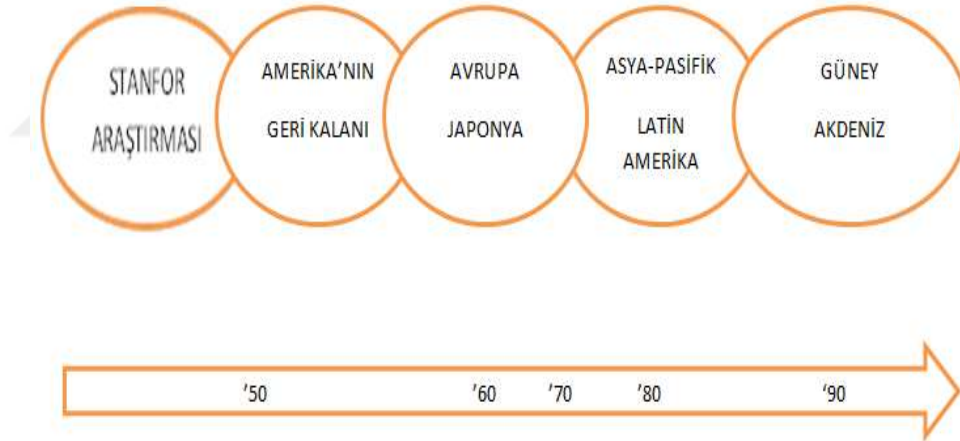 STANFOR
ARAŞTIRMASI
AMERİKA’NIN
GERİ KALANI
AVRUPA
JAPONYA
ASYA-PASİFİK
LATİN
AMERİKA
GÜNEY
AKDENİZ
’50 ’60 ’70 ’80 ‘90